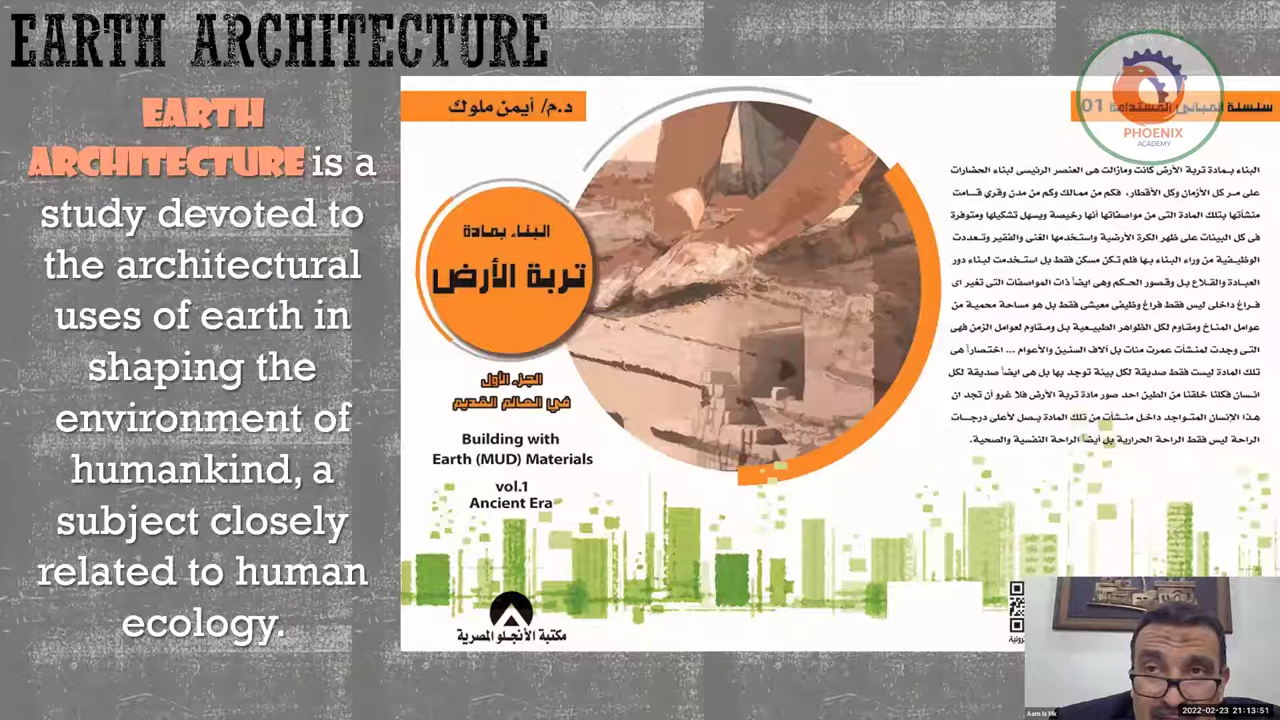 EARTH ARCHITECTURE
EARTH
ARCHITECTURE is a
study devoted to
the architectural
uses of earth in
shaping the
environment of
humankind, a
subject closely
related to human
ecology.
د.م/ أيمن ملوك
البناء بمادة
تربة الأرض
الجزء الأول
في العالم القديم
Building with
Earth (MUD) Materials
vol.1
Ancient Era
مكتبة الأنجلو المصرية
سلسلة المبانى المستدامة 01
PHOENIX
ACADEMY
البناء بمادة تربة الأرض كانت ومازالت هى العنصر الرئيسى لبناء الحضارات
على مر كل الأزمان وكل الأقطار، فكم من ممالك وكم من مدن وقري قامت
منشآتها بتلك المادة التى من مواصفاتها أنها رخيصة ويسهل تشكيلها ومتوفرة
فى كل البيئات على ظهر الكرة الأرضية واستخدمها الغنى والفقير وتعددت
الوظيفية من وراء البناء بها فلم تكن مسكن فقط بل استخدمت لبناء دور
العبادة والقلاع بل وقصور الحكم وهى ايضاً ذات المواصفات التى تغير اى
فراغ داخلى ليس فقط فراغ وظيفى معيشى فقط بل هو مساحة محمية من
عوامل المناخ ومقاوم لكل الظواهر الطبيعية بل ومقاوم لعوامل الزمن فهى
التى وجدت لمنشآت عمرت مئات بل آلاف السنين والأعوام ... اختصاراً هى
تلك المادة ليست فقط صديقة لكل بيئة توجد بها بل هى ايضاً صديقة لكل
انسان فكلنا خلقنا من الطين احد صور مادة تربة الأرض فلا غرو أن تجد ان
هذا الإنسان المتواجد داخل منشآت من تلك المادة يصل لأعلى درجات
الراحة ليس فقط الراحة الحرارية بل أيضاً الراحة النفسية والصحية.
2022-02-23 21:13:51